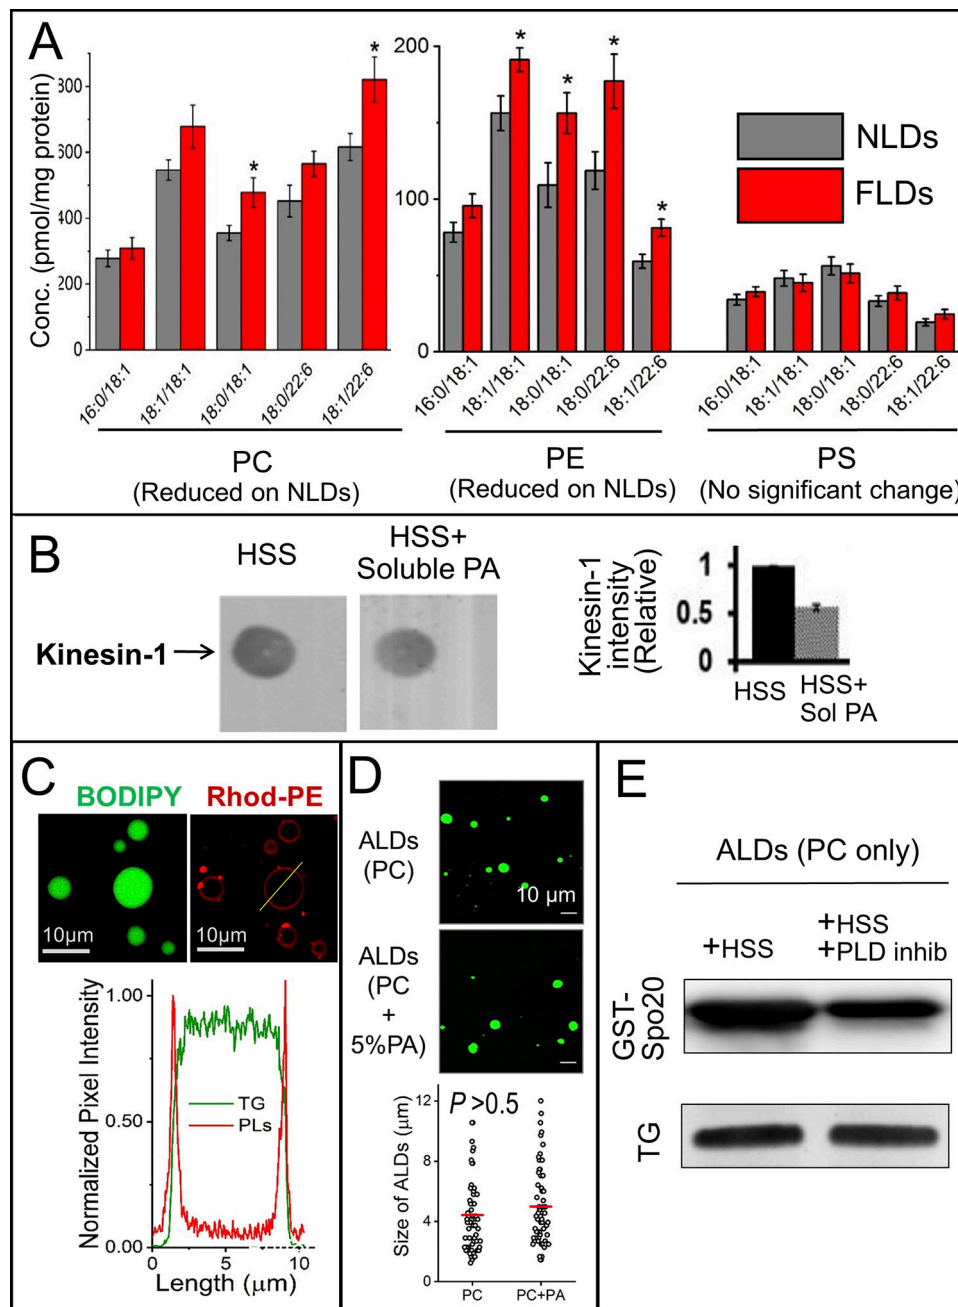 A
Conc. (pmol/mg protein)
800
600
400
200
0
16:0/18:1
18:1/18:1
18:0/18:1
18:0/22:6
18:1/22:6
PC
(Reduced on NLDs)
* *
200
100
0
* * * *
16:0/18:1
18:1/18:1
18:0/18:1
18:0/22:6
18:1/22:6
PE
(Reduced on NLDs)
NLDs
FLDs
16:0/18:1
18:1/18:1
18:0/18:1
18:0/22:6
18:1/22:6
PS
(No significant change)
B
HSS
HSS+
Soluble PA
Kinesin-1
Kinesin-1
intensity
(Relative)
1
0.5
0
HSS
HSS+
Sol PA
C
BODIPY
Rhod-PE
10µm
10µm
Normalized Pixel Intensity
1.00
0.50
0.00
TG
PLs
0
5
10
Length (µm)
D
ALDs
(PC)
10 µm
ALDs
(PC
+
5%PA)
Size of ALDs (µm)
12
8
4
0
P >0.5
PC
PC+PA
E
ALDs (PC only)
+HSS
+HSS
+PLD inhib
GST-
Spo20
TG